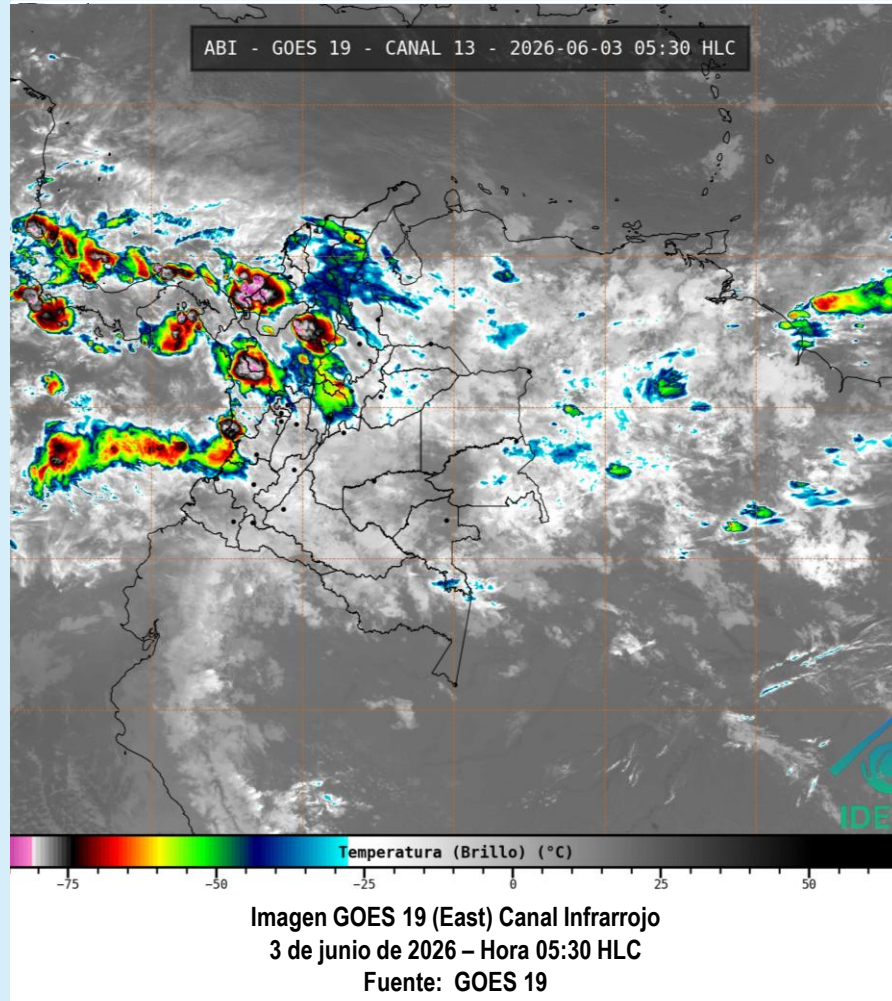 ABI - GOES 19 - CANAL 13 - 2026-06-03 05:30 HLC
Temperatura (Brillo) (°C)
−75 −50 −25 0 25 50
Imagen GOES 19 (East) Canal Infrarrojo
3 de junio de 2026 – Hora 05:30 HLC
Fuente: GOES 19